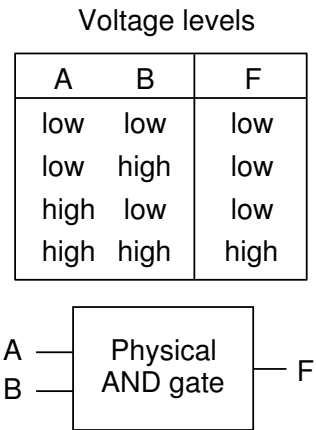 Voltage levels
A B F
low low low
low high low
high low low
high high high
A Physical F
B AND gate